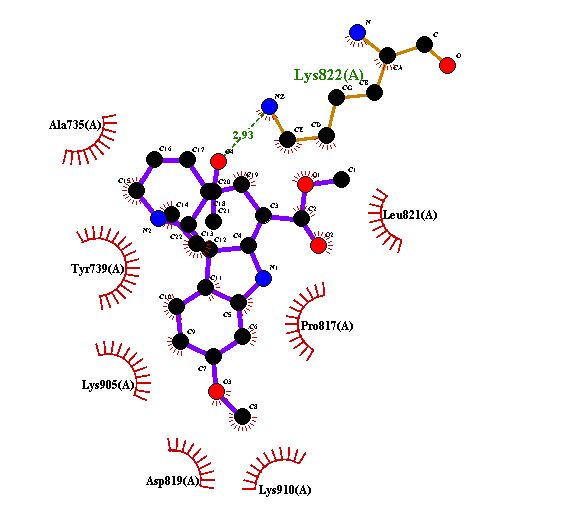 N
C
O
CA
Lys822(A)
CB
CG
NZ
CE
CD
2.93
Ala735(A)
C16
C17
O4
C15
C20
C19
O1
C1
C14
C18
C3
C2
Leu821(A)
N2
C21
C13
C22
C12
C4
O2
Tyr739(A)
N1
C11
C10
C5
Pro817(A)
C9
C6
C7
Lys905(A)
O3
C8
Asp819(A)
Lys910(A)